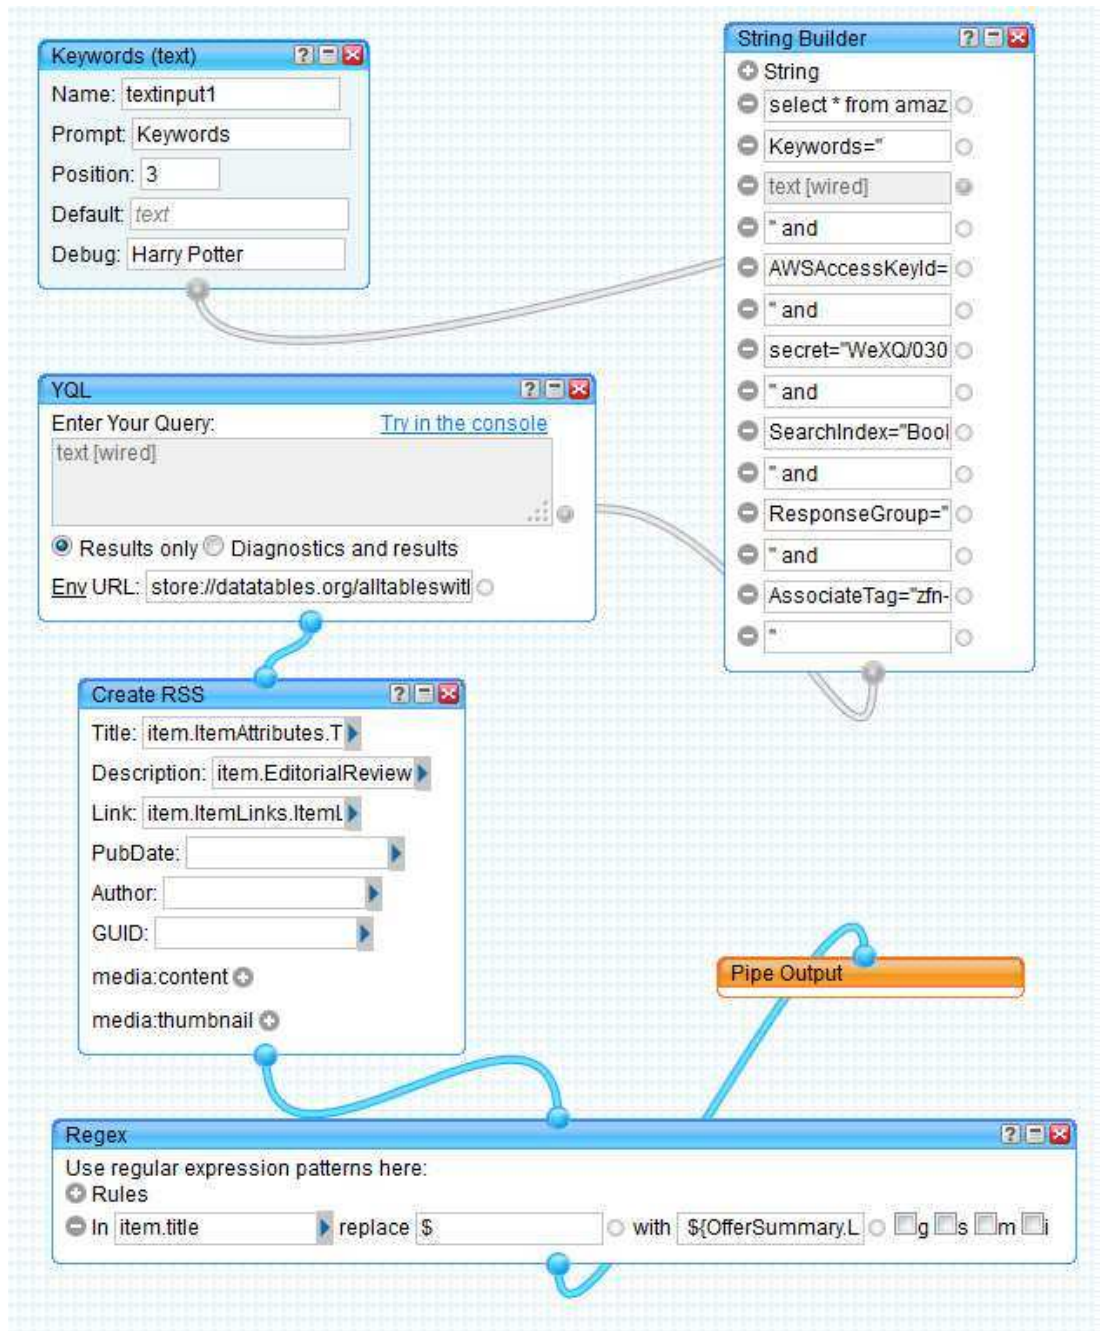 Keywords (text)
Name: textinput1
Prompt: Keywords
Position: 3
Default: text
Debug: Harry Potter
String Builder
String
select * from amaz
Keywords="
text [wired]
" and
AWSAccessKeyId=
" and
secret="WeXQ/030
" and
SearchIndex="Bool
" and
ResponseGroup="
" and
AssociateTag="zfn-
"
YQL
Enter Your Query: Try in the console
text [wired]
Results only Diagnostics and results
Env URL: store://datatables.org/alltableswitl
Create RSS
Title: item.ItemAttributes.T
Description: item.EditorialReview
Link: item.ItemLinks.ItemL
PubDate:
Author:
GUID:
media:content
media:thumbnail
Pipe Output
Regex
Use regular expression patterns here:
Rules
In item.title replace $ with ${OfferSummary.L g s m i